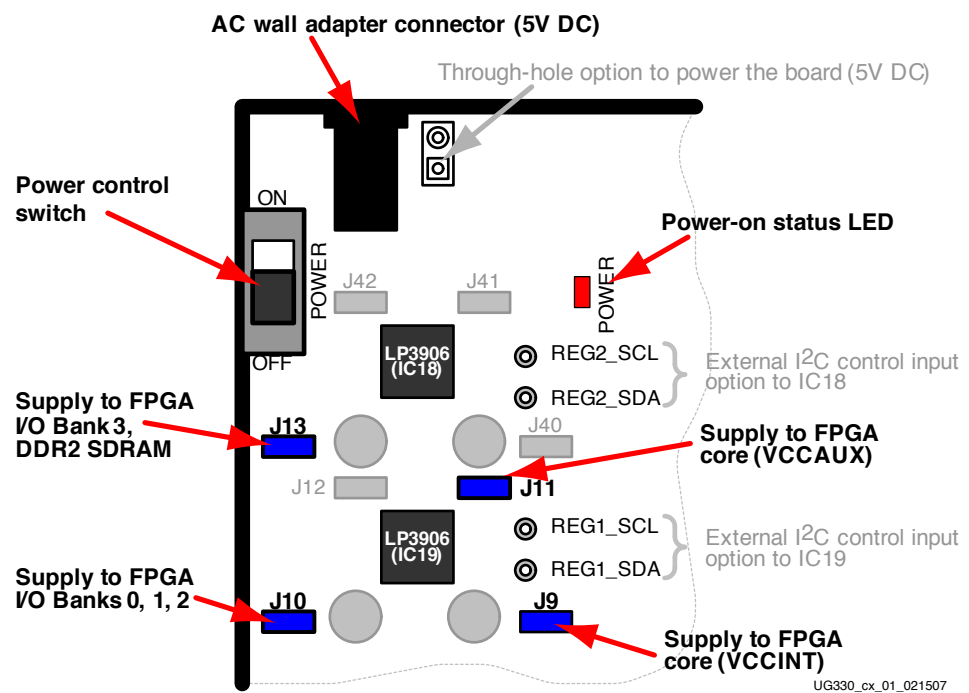 AC wall adapter connector (5V DC)
Through-hole option to power the board (5V DC)
Power control
switch
ON
POWER
OFF
Power-on status LED
POWER
J42
J41
LP3906
(IC18)
REG2_SCL
REG2_SDA
External I2C control input
option to IC18
Supply to FPGA
I/O Bank 3,
DDR2 SDRAM
J13
J40
Supply to FPGA
core (VCCAUX)
J12
J11
LP3906
(IC19)
REG1_SCL
REG1_SDA
External I2C control input
option to IC19
Supply to FPGA
I/O Banks 0, 1, 2
J10
J9
Supply to FPGA
core (VCCINT)
UG330_cx_01_021507